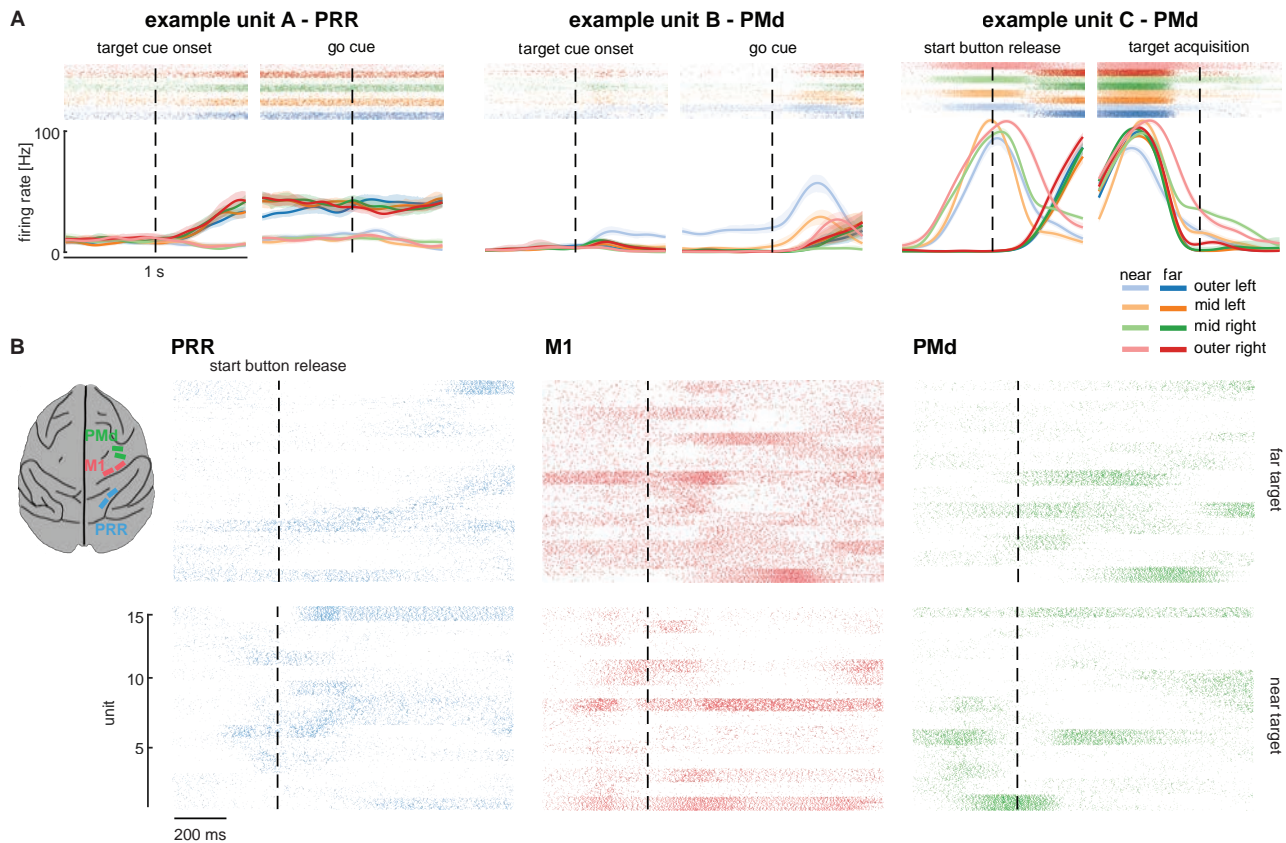 A
example unit A - PRR
example unit B - PMd
example unit C - PMd
target cue onset
go cue
target cue onset
go cue
start button release
target acquisition
100
firing rate [Hz]
0
1 s
near far
outer left
mid left
mid right
outer right
B
PRR
M1
PMd
start button release
PMd
M1
PRR
far target
15
10
unit
5
near target
200 ms